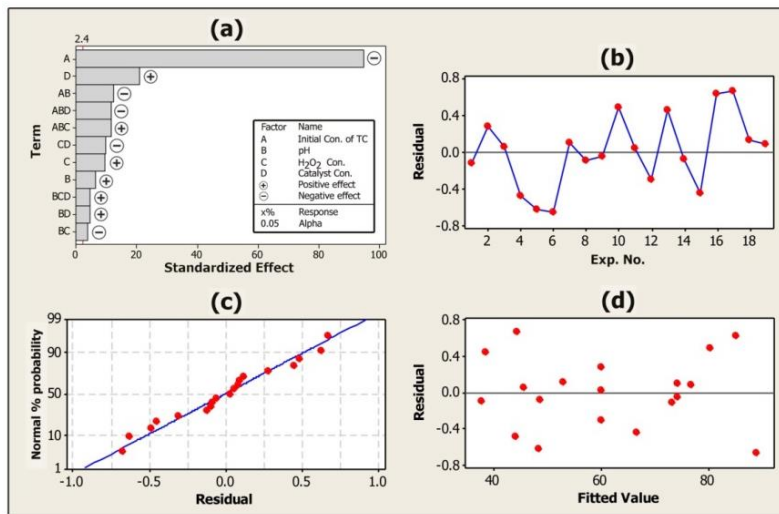 (a)
2.4
Term
A
D
AB
ABD
ABC
CD
C
B
BCD
BD
BC
− + − − + − + + + + −
Factor Name
A Initial Con. of TC
B pH
C H₂O₂ Con.
D Catalyst Con.
⊕ Positive effect
⊖ Negative effect
x% Response
0.05 Alpha
0 20 40 60 80 100
Standardized Effect
(b)
Residual
0.8
0.4
0.0
-0.4
-0.8
2 4 6 8 10 12 14 16 18
Exp. No.
(c)
Normal % probability
99
90
50
10
1
-1.0 -0.5 0.0 0.5 1.0
Residual
(d)
Residual
0.8
0.4
0.0
-0.4
-0.8
40 60 80
Fitted Value